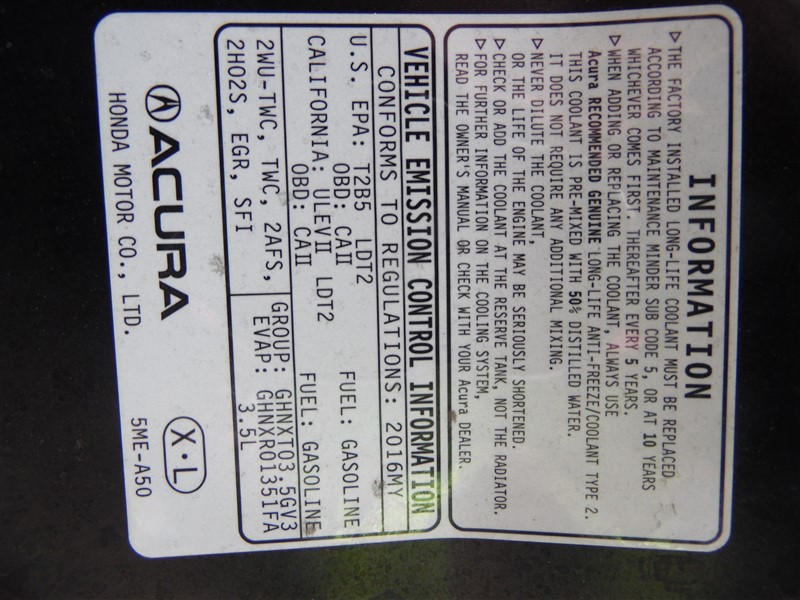 INFORMATION
▷THE FACTORY INSTALLED LONG-LIFE COOLANT MUST BE REPLACED
ACCORDING TO MAINTENANCE MINDER SUB CODE 5, OR AT 10 YEARS
WHICHEVER COMES FIRST. THEREAFTER EVERY 5 YEARS.
▷WHEN ADDING OR REPLACING THE COOLANT, ALWAYS USE
Acura RECOMMENDED GENUINE LONG-LIFE ANTI-FREEZE/COOLANT TYPE 2.
THIS COOLANT IS PRE-MIXED WITH 50% DISTILLED WATER.
IT DOES NOT REQUIRE ANY ADDITIONAL MIXING.
▷NEVER DILUTE THE COOLANT,
OR THE LIFE OF THE ENGINE MAY BE SERIOUSLY SHORTENED.
▷CHECK OR ADD THE COOLANT AT THE RESERVE TANK, NOT THE RADIATOR.
▷FOR FURTHER INFORMATION ON THE COOLING SYSTEM,
READ THE OWNER'S MANUAL OR CHECK WITH YOUR Acura DEALER.
VEHICLE EMISSION CONTROL INFORMATION
CONFORMS TO REGULATIONS: 2016MY
U.S. EPA: T2B5 LDT2 FUEL: GASOLINE
OBD: CAII
CALIFORNIA: ULEVII LDT2 FUEL: GASOLINE
OBD: CAII
2WU-TWC, TWC, 2AFS, GROUP: GHNXT03.5GV3
2HO2S, EGR, SFI EVAP: GHNXR01351FA
3.5L
ACURA X·L
HONDA MOTOR CO., LTD. 5ME-A50